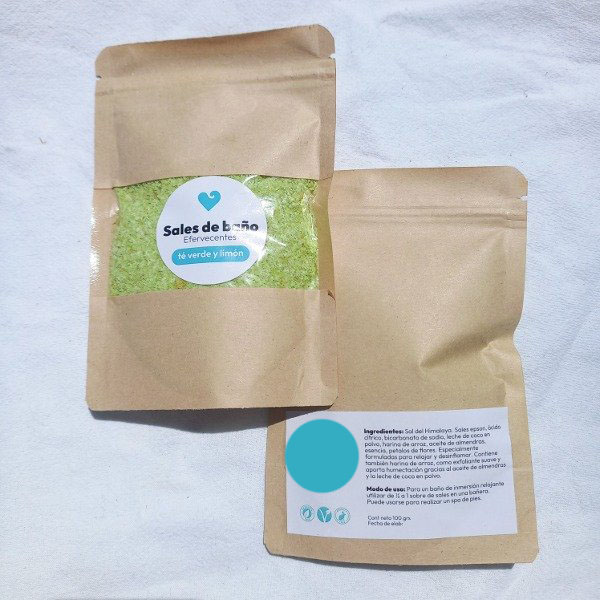 Sales de baño
Efervecentes
té verde y limón
Ingredientes: Sal del Himalaya. Sales epson, ácido
cítrico, bicarbonato de sodio, leche de coco en
polvo, harina de arroz, aceite de almendras,
esencia, petalos de flores. Especialmente
formuladas para relajar y desinflamar. Contiene
también harina de arroz, como exfoliante suave y
aporta humectación gracias al aceite de almendras
y la leche de coco en polvo.
Modo de uso: Para un baño de inmersión relajante
utilizar de ½ a 1 sobre de sales en una bañera.
Puede usarse para realizar un spa de pies.
Cont neto 100 grs
Fecha de elab: